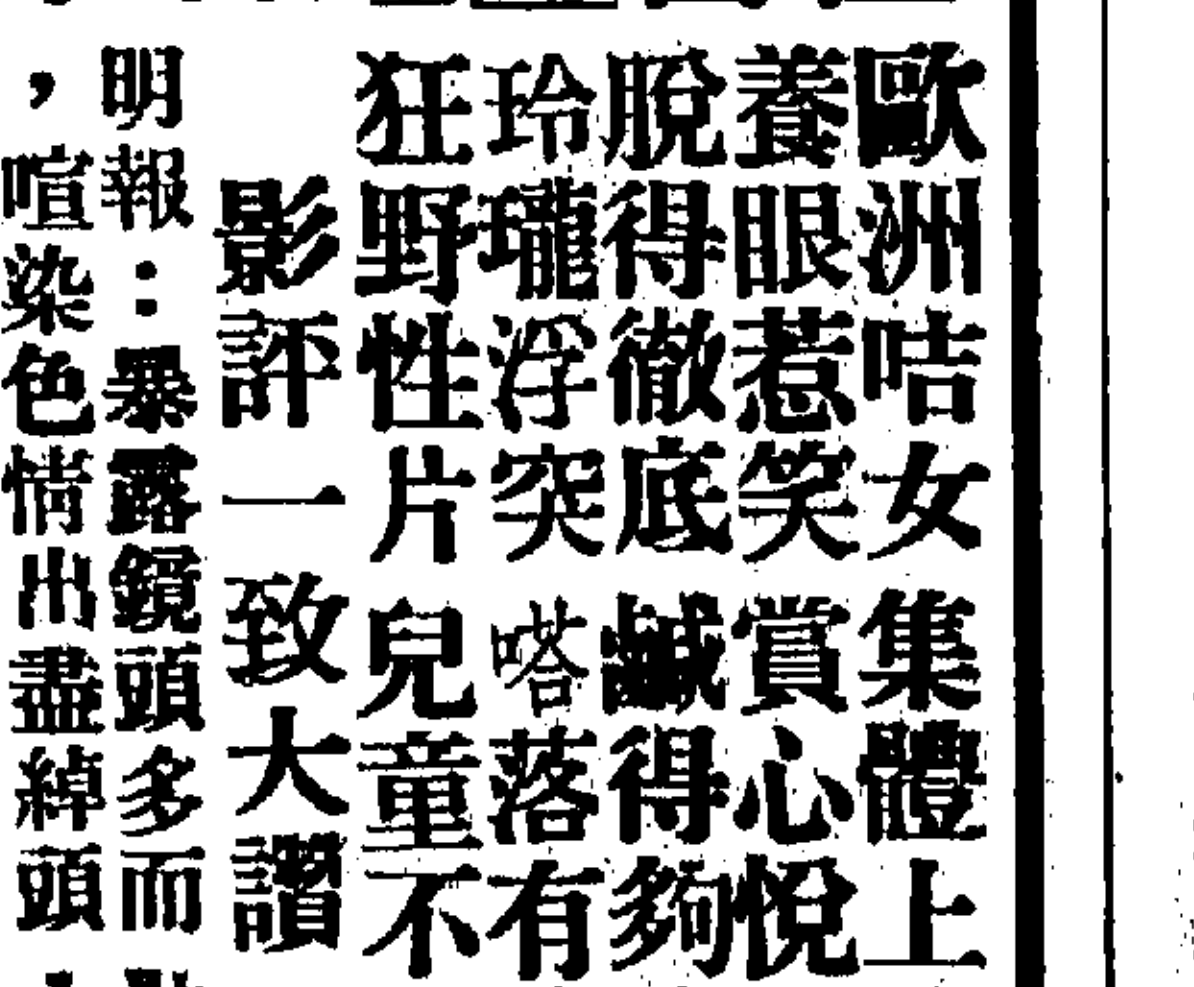 歐洲咭女集體上
養眼惹笑賞心悅
脫得徹底鹹得夠
玲瓏浮突嗒落有
狂野性片兒童不
影評一致大讚
明報：暴露鏡頭多而
，喧染色情出盡綽頭